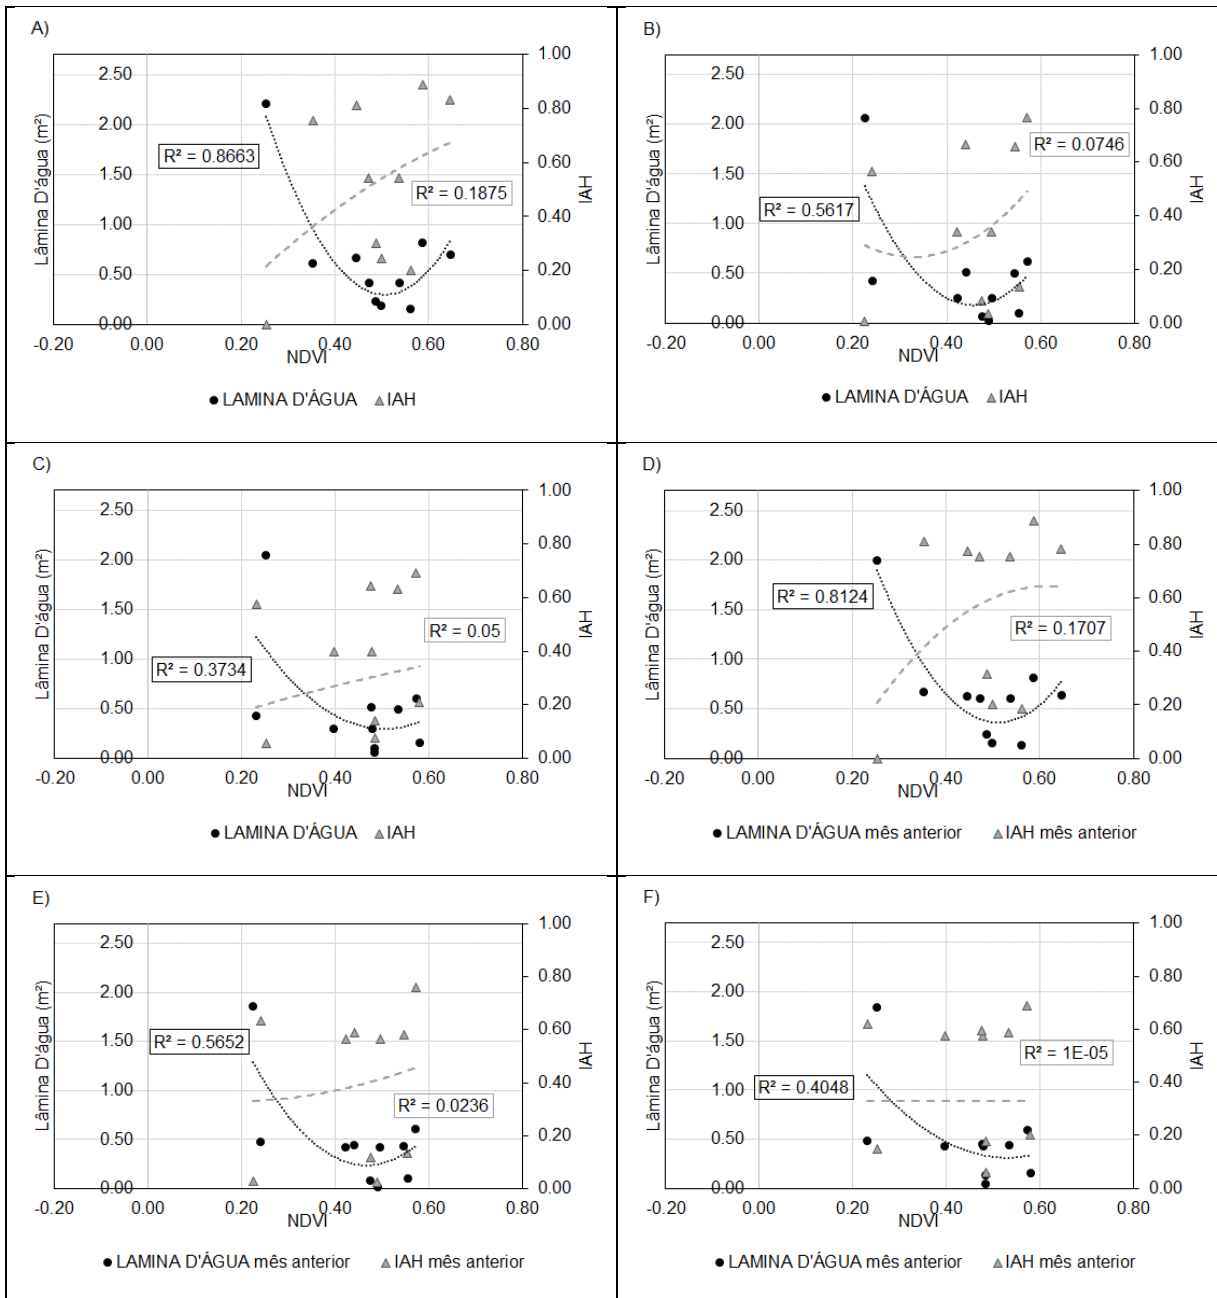 A)
Lâmina D'água (m²)
2.50
2.00
1.50
1.00
0.50
0.00
1.00
0.80
0.60
0.40
0.20
0.00
IAH
R² = 0.8663
R² = 0.1875
-0.20 0.00 0.20 0.40 0.60 0.80
NDVI
LAMINA D'ÁGUA IAH
B)
Lâmina D'água (m²)
2.50
2.00
1.50
1.00
0.50
0.00
1.00
0.80
0.60
0.40
0.20
0.00
IAH
R² = 0.0746
R² = 0.5617
-0.20 0.00 0.20 0.40 0.60 0.80
NDVI
LAMINA D'ÁGUA IAH
C)
Lâmina D'água (m²)
2.50
2.00
1.50
1.00
0.50
0.00
1.00
0.80
0.60
0.40
0.20
0.00
IAH
R² = 0.05
R² = 0.3734
-0.20 0.00 0.20 0.40 0.60 0.80
NDVI
LAMINA D'ÁGUA IAH
D)
Lâmina D'água (m²)
2.50
2.00
1.50
1.00
0.50
0.00
1.00
0.80
0.60
0.40
0.20
0.00
IAH
R² = 0.8124
R² = 0.1707
-0.20 0.00 0.20 0.40 0.60 0.80
NDVI
LAMINA D'ÁGUA mês anterior IAH mês anterior
E)
Lâmina D'água (m²)
2.50
2.00
1.50
1.00
0.50
0.00
1.00
0.80
0.60
0.40
0.20
0.00
IAH
R² = 0.5652
R² = 0.0236
-0.20 0.00 0.20 0.40 0.60 0.80
NDVI
LAMINA D'ÁGUA mês anterior IAH mês anterior
F)
Lâmina D'água (m²)
2.50
2.00
1.50
1.00
0.50
0.00
1.00
0.80
0.60
0.40
0.20
0.00
IAH
R² = 1E-05
R² = 0.4048
-0.20 0.00 0.20 0.40 0.60 0.80
NDVI
LAMINA D'ÁGUA mês anterior IAH mês anterior